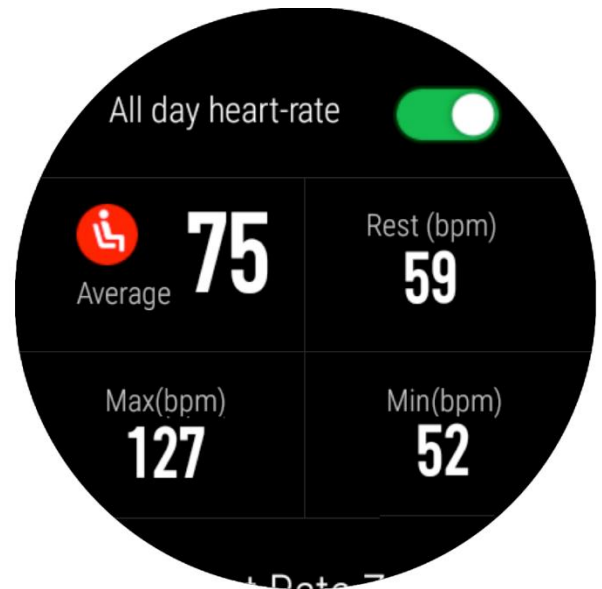 All day heart-rate
Average 75
Rest (bpm)
59
Max(bpm)
127
Min(bpm)
52